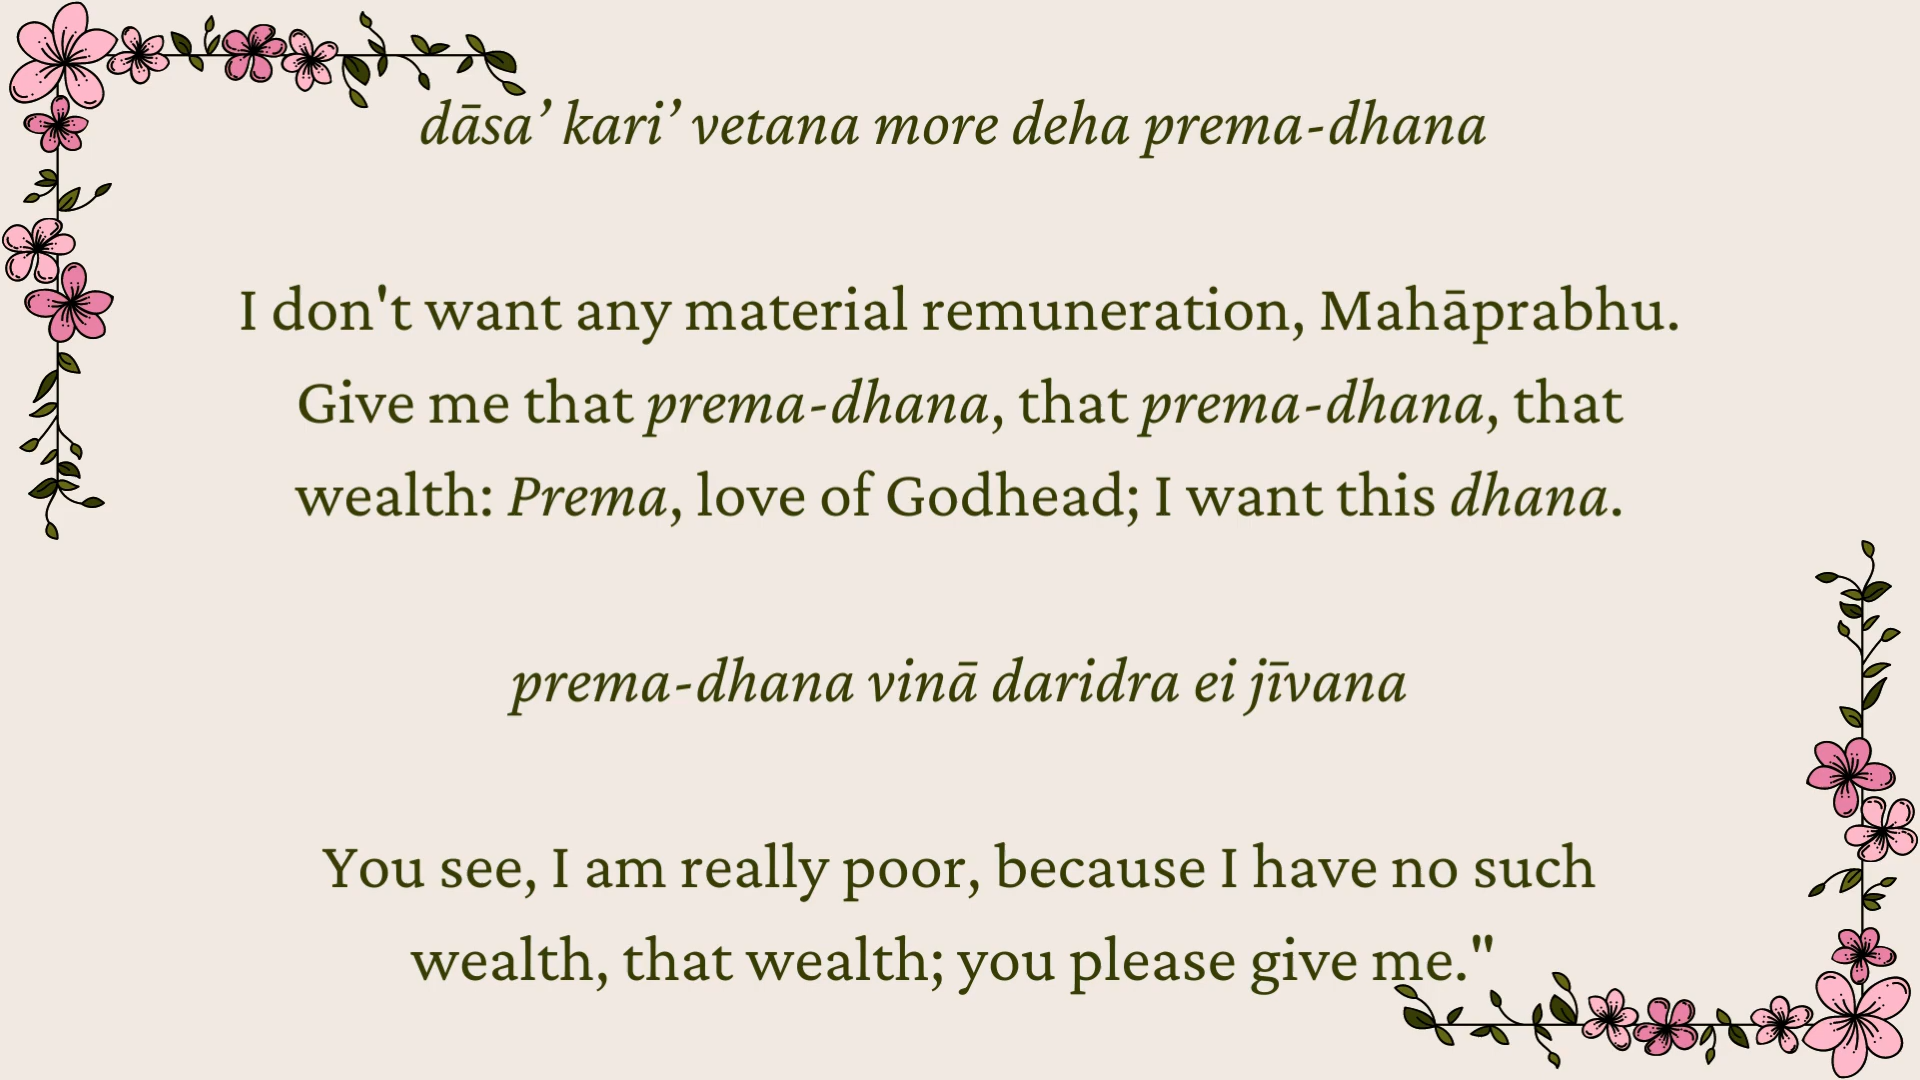 dāsa’ kari’ vetana more deha prema-dhana
I don't want any material remuneration, Mahāprabhu.
Give me that prema-dhana, that prema-dhana, that
wealth: Prema, love of Godhead; I want this dhana.
prema-dhana vinā daridra ei jīvana
You see, I am really poor, because I have no such
wealth, that wealth; you please give me."